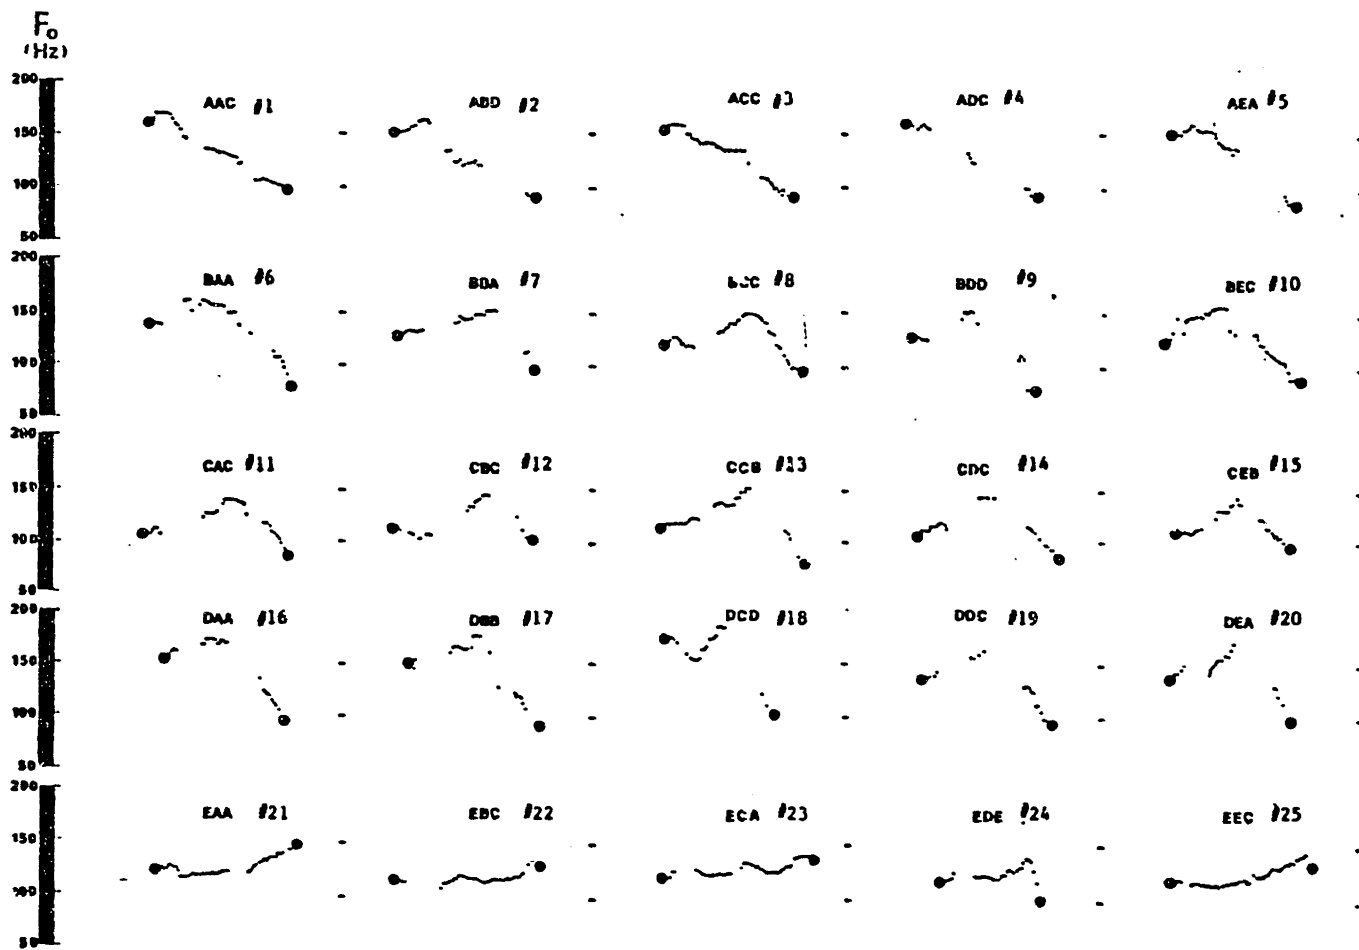 Fo
(Hz)
200
AAC #1
ABD #2
ACC #3
ADC #4
AEA #5
150
100
50
200
BAA #6
BBA #7
#8
BDD #9
BEC #10
150
100
50
200
CAC #11
CBC #12
CCB #13
CDC #14
CEB #15
150
100
50
200
DAA #16
DBB #17
DCD #18
DDC #19
DEA #20
150
100
50
200
EAA #21
EBC #22
ECA #23
EDE #24
EEC #25
150
100
50